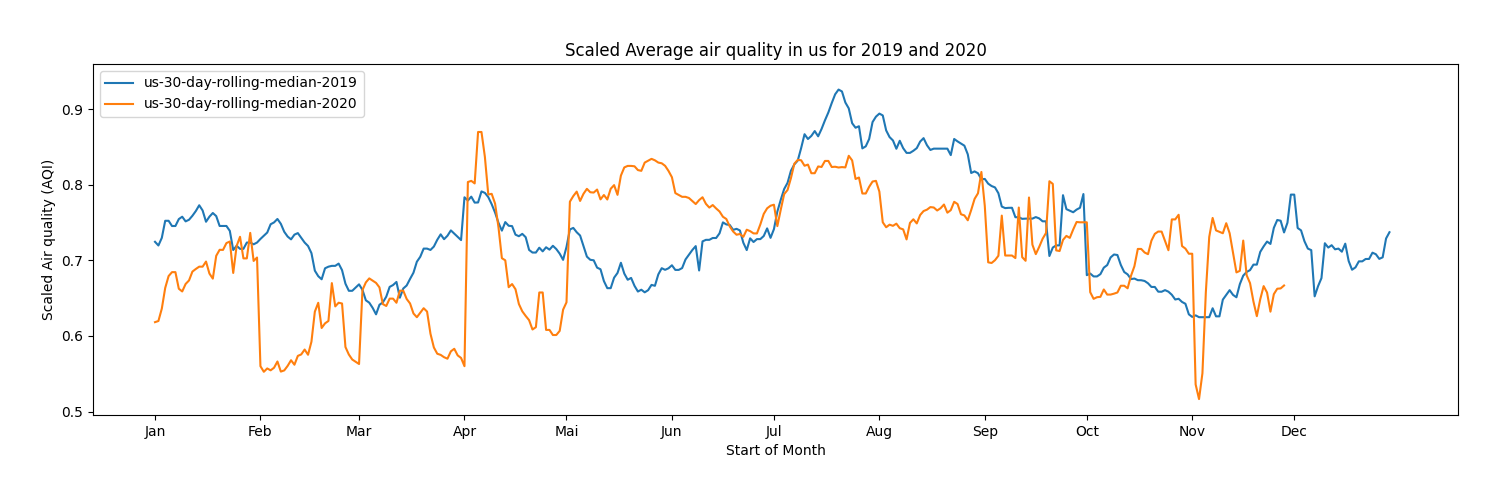 Scaled Average air quality in us for 2019 and 2020
us-30-day-rolling-median-2019
us-30-day-rolling-median-2020
Scaled Air quality (AQI)
0.9
0.8
0.7
0.6
0.5
Jan Feb Mar Apr Mai Jun Jul Aug Sep Oct Nov Dec
Start of Month